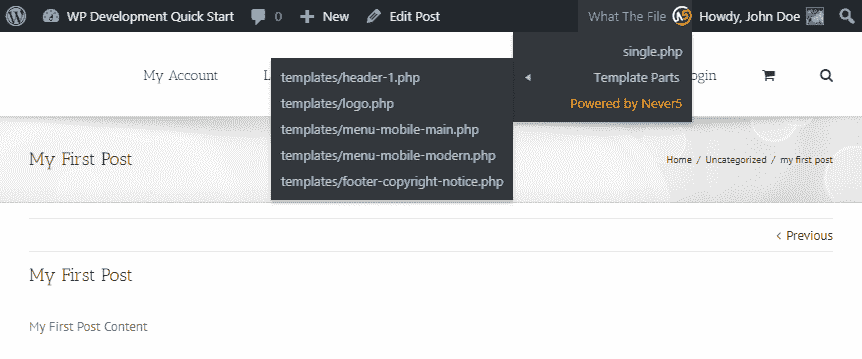 WP Development Quick Start 0 New Edit Post What The File Howdy, John Doe
single.php
Template Parts
Powered by Never5
templates/header-1.php
templates/logo.php
templates/menu-mobile-main.php
templates/menu-mobile-modern.php
templates/footer-copyright-notice.php
My Account
My First Post
Home / Uncategorized / my first post
< Previous
My First Post
My First Post Content